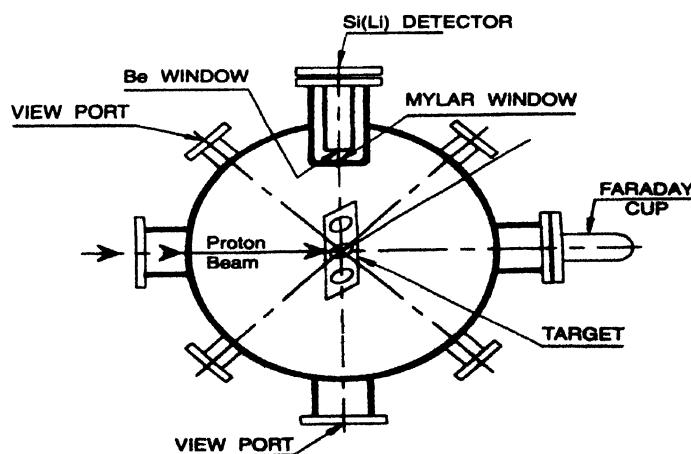 Si(Li) DETECTOR
Be WINDOW
MYLAR WINDOW
VIEW PORT
FARADAY
CUP
Proton
Beam
TARGET
VIEW PORT